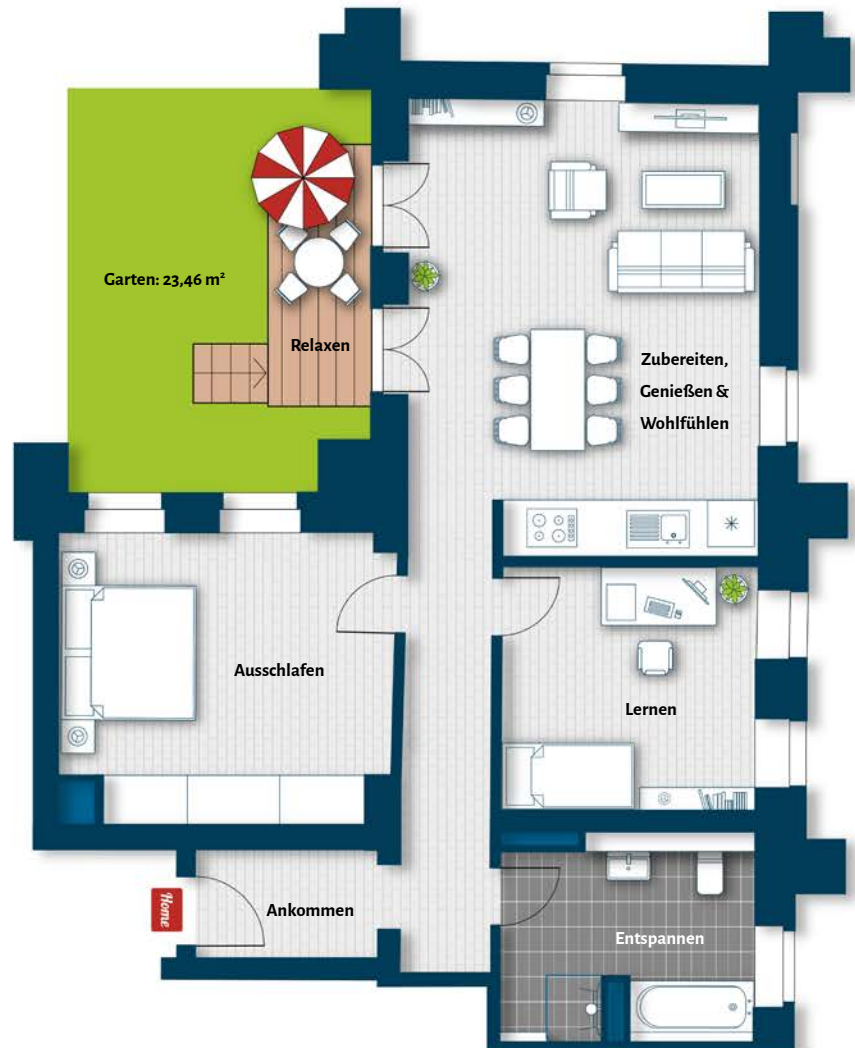 Garten: 23,46 m²
Relaxen
Zubereiten,
Genießen &
Wohlfühlen
Ausschlafen
Lernen
Home
Ankommen
Entspannen